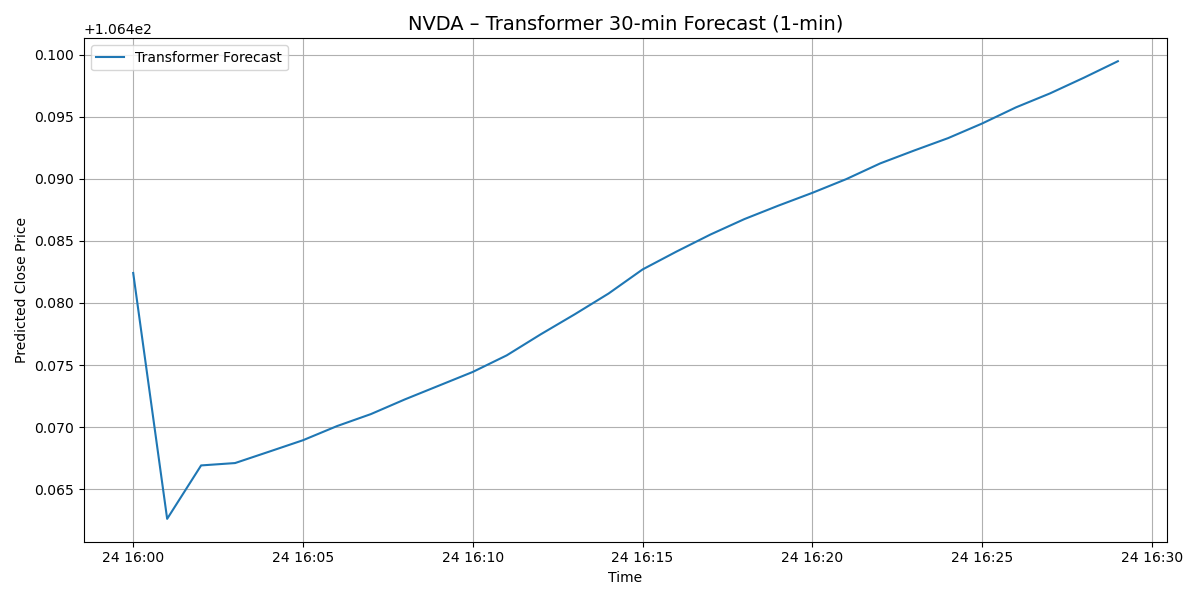 NVDA – Transformer 30-min Forecast (1-min)
+1.064e2
Transformer Forecast
0.100
0.095
0.090
0.085
0.080
0.075
0.070
0.065
Predicted Close Price
24 16:00 24 16:05 24 16:10 24 16:15 24 16:20 24 16:25 24 16:30
Time